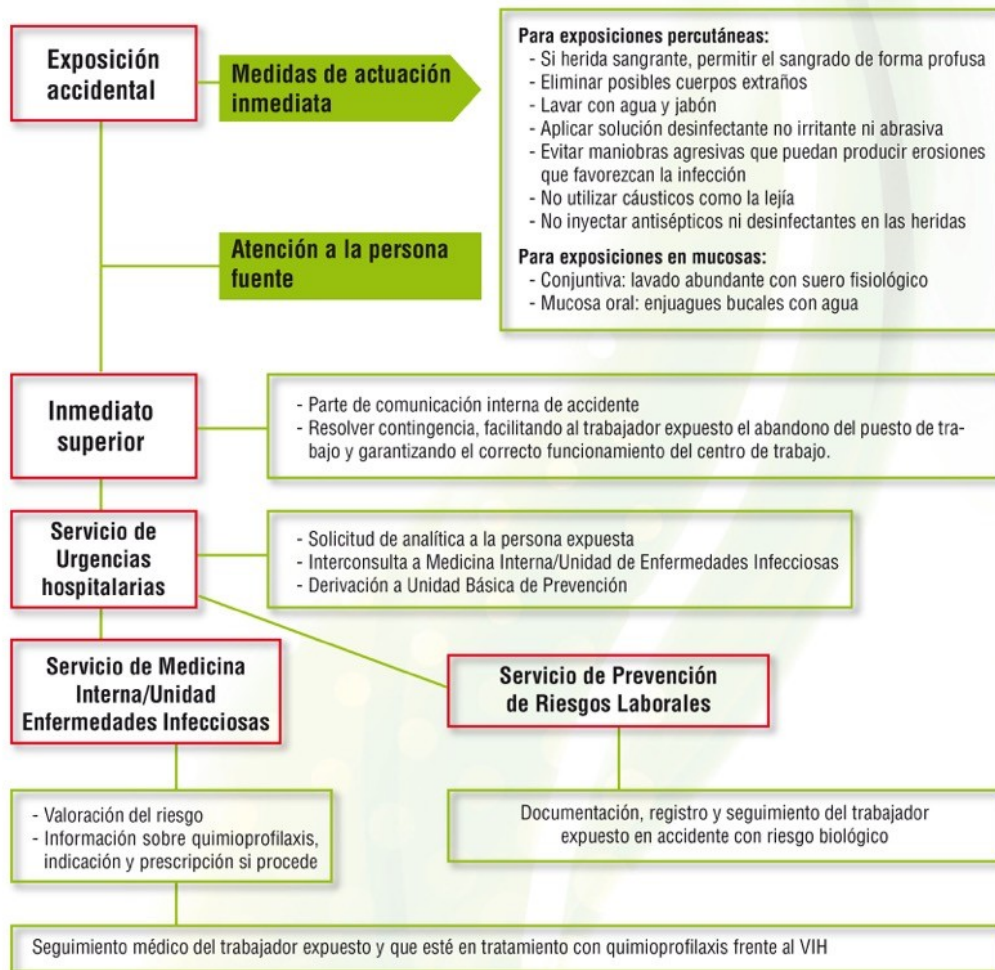 Exposición
accidental
Medidas de actuación
inmediata
Para exposiciones percutáneas:
- Si herida sangrante, permitir el sangrado de forma profusa
- Eliminar posibles cuerpos extraños
- Lavar con agua y jabón
- Aplicar solución desinfectante no irritante ni abrasiva
- Evitar maniobras agresivas que puedan producir erosiones
que favorezcan la infección
- No utilizar cáusticos como la lejía
- No inyectar antisépticos ni desinfectantes en las heridas
Para exposiciones en mucosas:
- Conjuntiva: lavado abundante con suero fisiológico
- Mucosa oral: enjuagues bucales con agua
Atención a la persona
fuente
Inmediato
superior
- Parte de comunicación interna de accidente
- Resolver contingencia, facilitando al trabajador expuesto el abandono del puesto de tra-
bajo y garantizando el correcto funcionamiento del centro de trabajo.
Servicio de
Urgencias
hospitalarias
- Solicitud de analítica a la persona expuesta
- Interconsulta a Medicina Interna/Unidad de Enfermedades Infecciosas
- Derivación a Unidad Básica de Prevención
Servicio de Medicina
Interna/Unidad
Enfermedades Infecciosas
Servicio de Prevención
de Riesgos Laborales
- Valoración del riesgo
- Información sobre quimioprofilaxis,
indicación y prescripción si procede
Documentación, registro y seguimiento del trabajador
expuesto en accidente con riesgo biológico
Seguimiento médico del trabajador expuesto y que esté en tratamiento con quimioprofilaxis frente al VIH